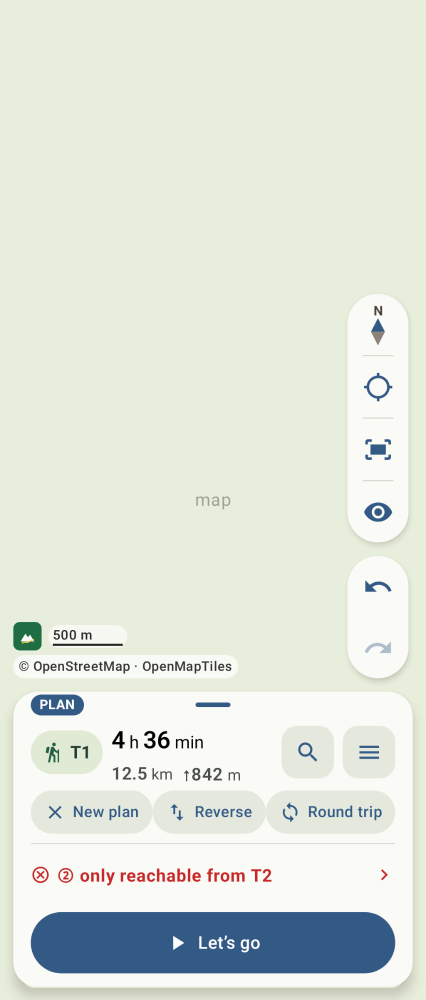 N
map
500 m
© OpenStreetMap · OpenMapTiles
PLAN
T1
4 h 36 min
12.5 km ↑842 m
New plan Reverse Round trip
② only reachable from T2
Let's go